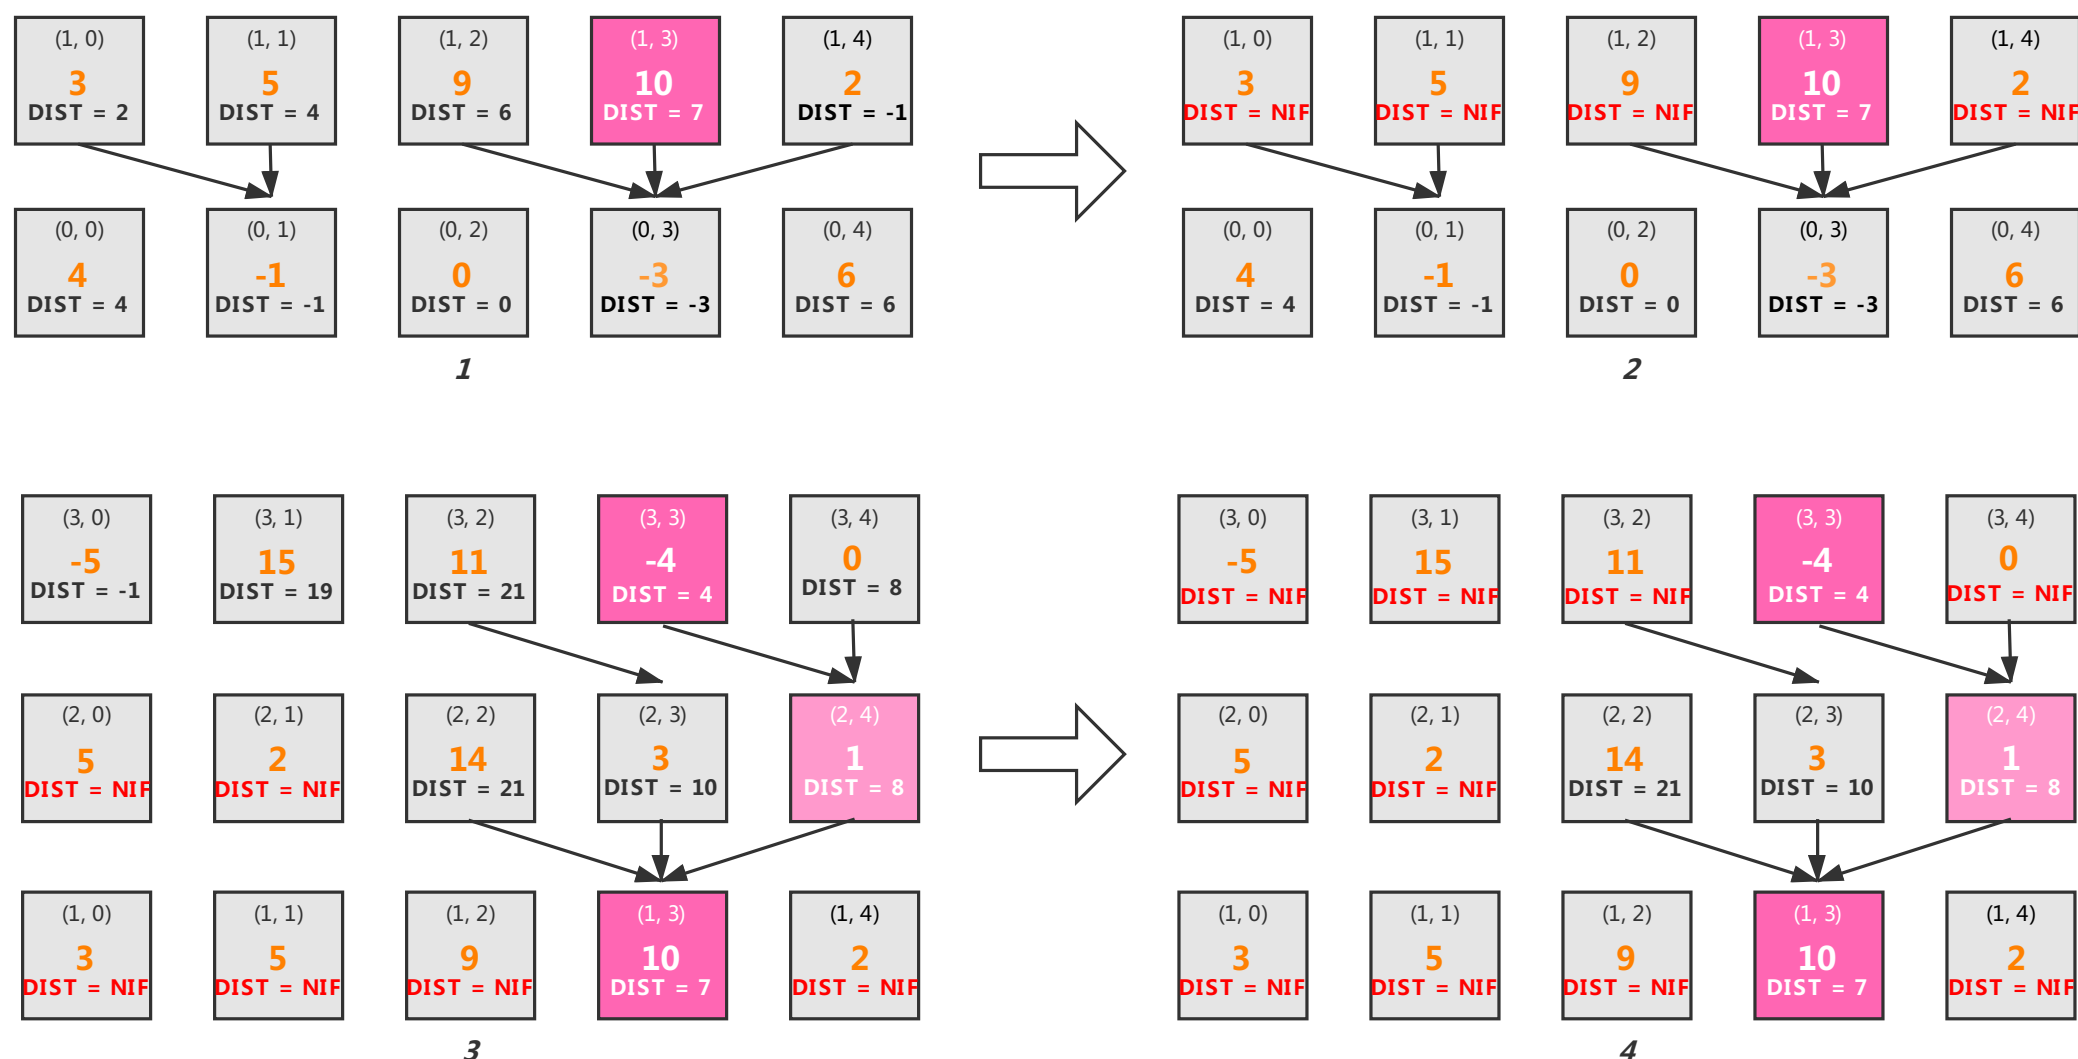 (1, 0) (1, 1) (1, 2) (1, 3) (1, 4)
3 5 9 10 2
DIST = 2 DIST = 4 DIST = 6 DIST = 7 DIST = -1
(0, 0) (0, 1) (0, 2) (0, 3) (0, 4)
4 -1 0 -3 6
DIST = 4 DIST = -1 DIST = 0 DIST = -3 DIST = 6
1
(1, 0) (1, 1) (1, 2) (1, 3) (1, 4)
3 5 9 10 2
DIST = NIF DIST = NIF DIST = NIF DIST = 7 DIST = NIF
(0, 0) (0, 1) (0, 2) (0, 3) (0, 4)
4 -1 0 -3 6
DIST = 4 DIST = -1 DIST = 0 DIST = -3 DIST = 6
2
(3, 0) (3, 1) (3, 2) (3, 3) (3, 4)
-5 15 11 -4 0
DIST = -1 DIST = 19 DIST = 21 DIST = 4 DIST = 8
(2, 0) (2, 1) (2, 2) (2, 3) (2, 4)
5 2 14 3 1
DIST = NIF DIST = NIF DIST = 21 DIST = 10 DIST = 8
(1, 0) (1, 1) (1, 2) (1, 3) (1, 4)
3 5 9 10 2
DIST = NIF DIST = NIF DIST = NIF DIST = 7 DIST = NIF
3
(3, 0) (3, 1) (3, 2) (3, 3) (3, 4)
-5 15 11 -4 0
DIST = NIF DIST = NIF DIST = NIF DIST = 4 DIST = NIF
(2, 0) (2, 1) (2, 2) (2, 3) (2, 4)
5 2 14 3 1
DIST = NIF DIST = NIF DIST = 21 DIST = 10 DIST = 8
(1, 0) (1, 1) (1, 2) (1, 3) (1, 4)
3 5 9 10 2
DIST = NIF DIST = NIF DIST = NIF DIST = 7 DIST = NIF
4